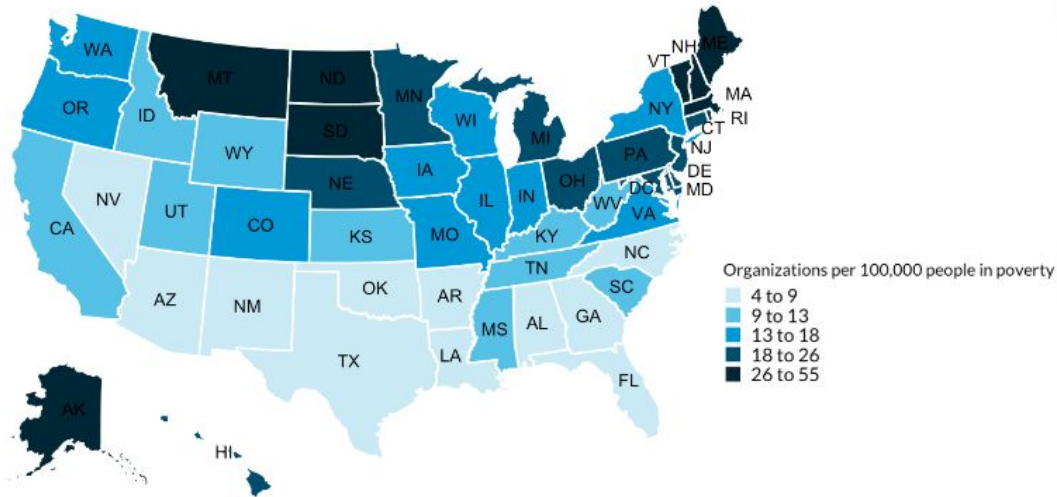 WA
MT
ND
MN
VT
NH
ME
OR
ID
SD
WI
NY
MA
RI
WY
MI
CT
NJ
NV
NE
IA
PA
DE
MD
CA
UT
CO
IL
IN
OH
DC
WV
VA
KS
MO
KY
NC
TN
AZ
NM
OK
AR
SC
MS
AL
GA
TX
LA
FL
AK
HI
Organizations per 100,000 people in poverty
4 to 9
9 to 13
13 to 18
18 to 26
26 to 55